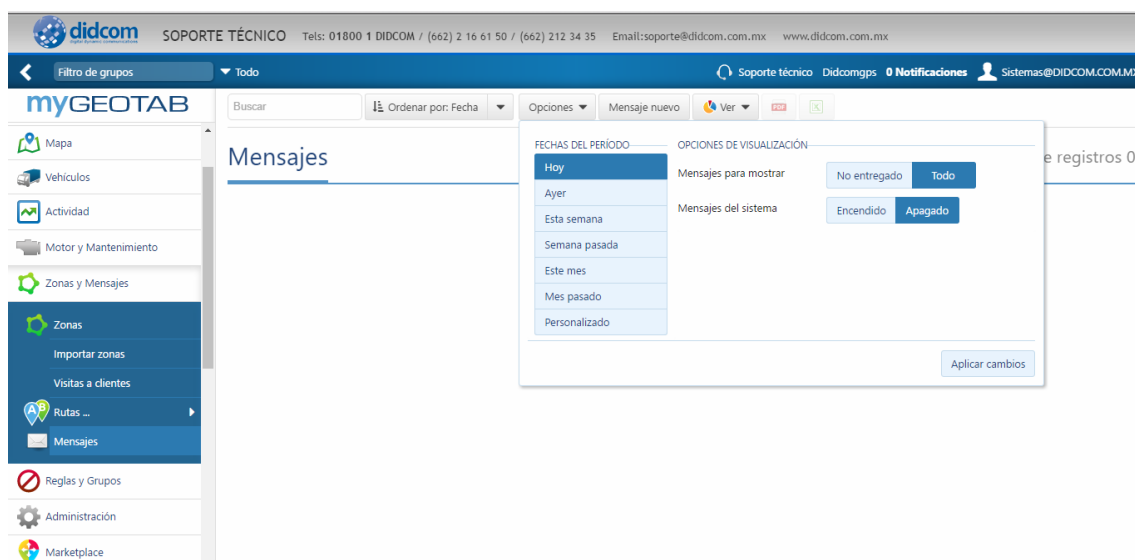 didcom
SOPORTE TÉCNICO Tels: 01800 1 DIDCOM / (662) 2 16 61 50 / (662) 212 34 35 Email:soporte@didcom.com.mx www.didcom.com.mx
Filtro de grupos Todo Soporte técnico Didcomgps 0 Notificaciones Sistemas@DIDCOM.COM.MX
myGEOTAB
Buscar Ordenar por: Fecha Opciones Mensaje nuevo Ver PDF
Mapa
Vehículos
Actividad
Motor y Mantenimiento
Zonas y Mensajes
Zonas
Importar zonas
Visitas a clientes
Rutas ...
Mensajes
Reglas y Grupos
Administración
Marketplace
Mensajes
e registros 0
FECHAS DEL PERÍODO
Hoy
Ayer
Esta semana
Semana pasada
Este mes
Mes pasado
Personalizado
OPCIONES DE VISUALIZACIÓN
Mensajes para mostrar No entregado Todo
Mensajes del sistema Encendido Apagado
Aplicar cambios